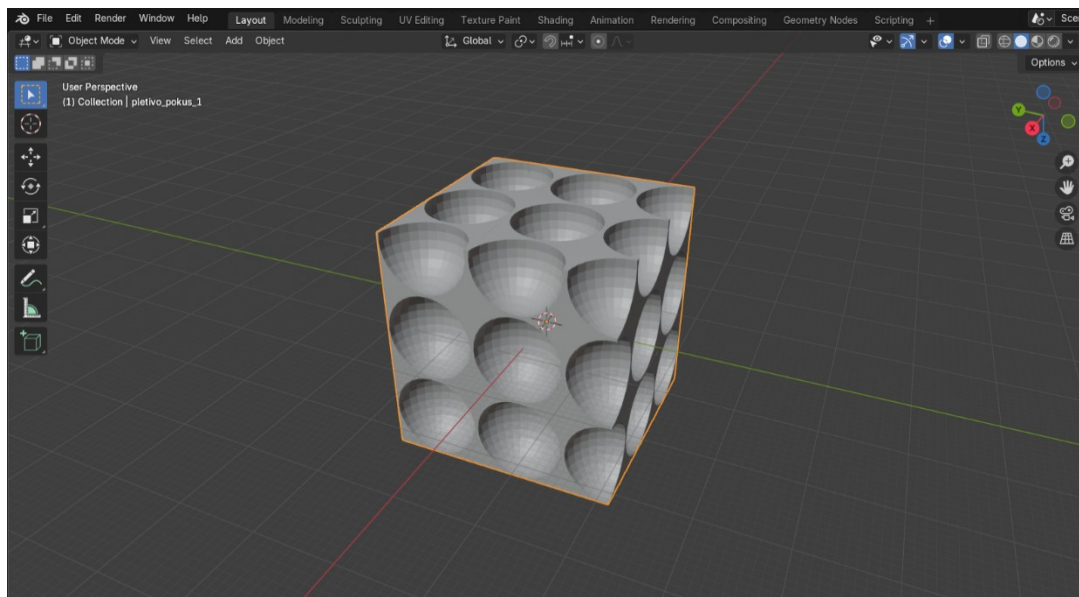 File Edit Render Window Help Layout Modeling Sculpting UV Editing Texture Paint Shading Animation Rendering Compositing Geometry Nodes Scripting + Sce
Object Mode View Select Add Object Global
Options
User Perspective
(1) Collection | pletivo_pokus_1
Y
X
Z